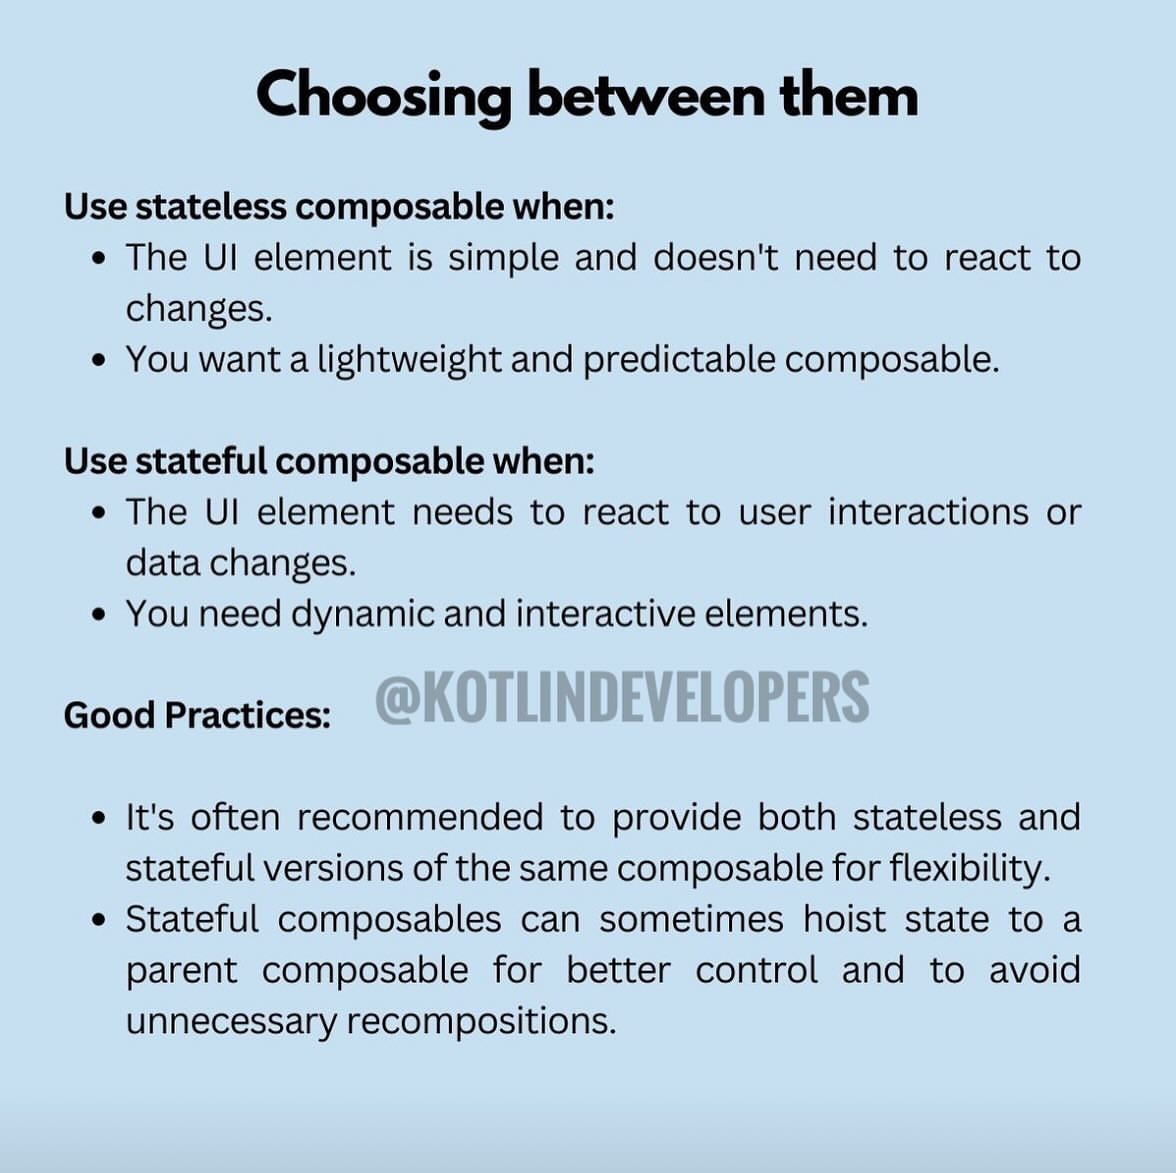 Choosing between them
Use stateless composable when:
• The UI element is simple and doesn't need to react to
changes.
• You want a lightweight and predictable composable.
Use stateful composable when:
• The UI element needs to react to user interactions or
data changes.
• You need dynamic and interactive elements.
@KOTLINDEVELOPERS
Good Practices:
• It's often recommended to provide both stateless and
stateful versions of the same composable for flexibility.
• Stateful composables can sometimes hoist state to a
parent composable for better control and to avoid
unnecessary recompositions.